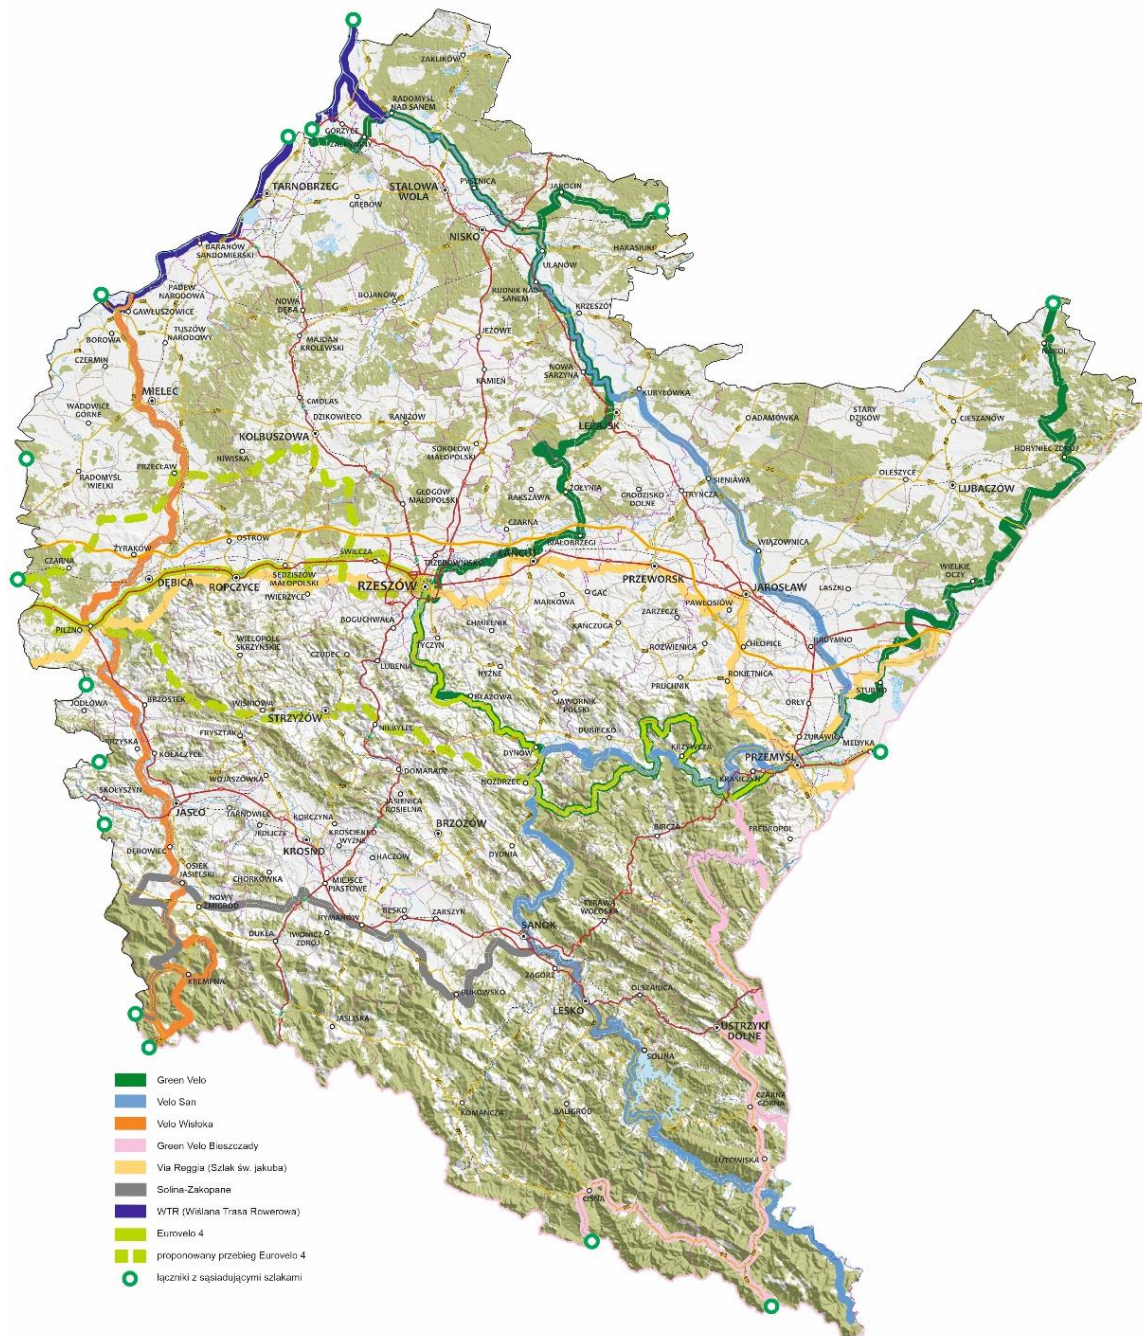 ZAKLIKÓW
RADOMYŚL
NAD SANEM
GORZYCE
ZALESZANY
TARNOBRZEG
STALOWA
WOLA
PYSZNICA
JAROCIN
GRĘBÓW
NISKO
HARASIUKI
BARANÓW
SANDOMIERSKI
ULANÓW
RUDNIK NAD
SANEM
PADEW
NARODOWA
BOJANÓW
NOWA
DĘBA
KRZESZÓW
GAWŁUSZOWICE
TUSZÓW
NARODOWY
BOROWA
JEŻOWE
MAJDAN
KRÓLEWSKI
CZERMIN
NOWA
SARZYNA
KAMIEŃ
KURYŁÓWKA
MIELEC
CMOLAS
WADOWICE
GÓRNE
DZIKOWIEC
RANIŻÓW
LEŻAJSK
ADAMÓWKA
STARY
DZIKÓW
CIESZANÓW
KOLBUSZOWA
SOKOŁÓW
MAŁOPOLSKI
HORYNIEC ZDRÓJ
NIWISKA
PRZECŁAW
RADOMYŚL
WIELKI
OLESZYCE
SIENIAWA
LUBACZÓW
GŁOGÓW
MAŁOPOLSKI
RAKSZAWA
ŻOŁYNIA
GRODZISKO
DOLNE
TRYŃCZA
CZARNA
OSTRÓW
BIAŁOBRZEGI
WIĄZOWNICA
ŻYRAKÓW
CZARNA
ŚWILCZA
TRZEBOWNISKO
ŁAŃCUT
SĘDZISZÓW
MAŁOPOLSKI
DĘBICA
ROPCZYCE
RZESZÓW
PRZEWORSK
JAROSŁAW
LASZKI
WIELKIE
OCZY
IWIERZYCE
MARKOWA
GAĆ
PAWŁOSIÓW
ZARZECZE
BOGUCHWAŁA
CHMIELNIK
KAŃCZUGA
PILZNO
WIELOPOLE
SKRZYŃSKIE
TYCZYN
ROŹWIENICA
CHŁOPICE
RADYMNO
CZUDEC
LUBENIA
HYŻNE
ROKIETNICA
PRUCHNIK
STUBNO
BRZOSTEK
JODŁOWA
WIŚNIOWA
STRZYŻÓW
BŁAŻOWA
JAWORNIK
POLSKI
ORŁY
NIEBYLEC
FRYSZTAK
DUBIECKO
ŻURAWICA
MEDYKA
KOŁACZYCE
DYNÓW
KRZYWCZA
PRZEMYŚL
WOJASZÓWKA
DOMARADZ
NOZDRZEC
KRASICZYN
SKOŁYSZYN
JASŁO
TARNOWIEC
JASIENICA
ROSIELNA
JEDLICZE
KORCZYNA
KROŚCIENKO
WYŻNE
BRZOZÓW
BIRCZA
FREDROPOL
DĘBOWIEC
KROSNO
HACZÓW
DYDNIA
OSIEK
JASIELSKI
CHORKÓWKA
MIEJSCE
PIASTOWE
NOWY
ŻMIGRÓD
RYMANÓW
BESKO
ZARSZYN
TYRAWA
WOŁOSKA
DUKLA
IWONICZ
ZDRÓJ
SANOK
ZAGÓRZ
KREMPNA
BUKOWSKO
OLSZANICA
LESKO
JAŚLISKA
USTRZYKI
DOLNE
SOLINA
KOMAŃCZA
BALIGRÓD
CZARNA
GÓRNA
LUTOWISKA
CISNA
Green Velo
Velo San
Velo Wisłoka
Green Velo Bieszczady
Via Reggia (Szlak św. jakuba)
Solina-Zakopane
WTR (Wiślana Trasa Rowerowa)
Eurovelo 4
proponowany przebieg Eurovelo 4
łączniki z sąsiadującymi szlakami